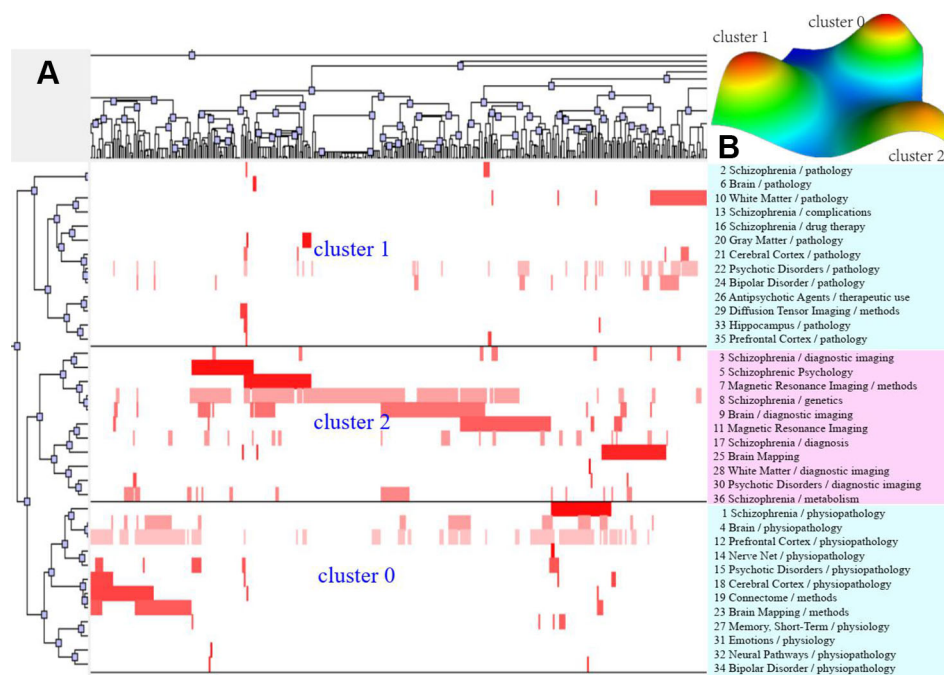 A
cluster 0
cluster 1
cluster 2
B
2 Schizophrenia / pathology
6 Brain / pathology
10 White Matter / pathology
13 Schizophrenia / complications
16 Schizophrenia / drug therapy
20 Gray Matter / pathology
21 Cerebral Cortex / pathology
22 Psychotic Disorders / pathology
24 Bipolar Disorder / pathology
26 Antipsychotic Agents / therapeutic use
29 Diffusion Tensor Imaging / methods
33 Hippocampus / pathology
35 Prefrontal Cortex / pathology
cluster 1
3 Schizophrenia / diagnostic imaging
5 Schizophrenic Psychology
7 Magnetic Resonance Imaging / methods
8 Schizophrenia / genetics
9 Brain / diagnostic imaging
11 Magnetic Resonance Imaging
17 Schizophrenia / diagnosis
25 Brain Mapping
28 White Matter / diagnostic imaging
30 Psychotic Disorders / diagnostic imaging
36 Schizophrenia / metabolism
cluster 2
1 Schizophrenia / physiopathology
4 Brain / physiopathology
12 Prefrontal Cortex / physiopathology
14 Nerve Net / physiopathology
15 Psychotic Disorders / physiopathology
18 Cerebral Cortex / physiopathology
19 Connectome / methods
23 Brain Mapping / methods
27 Memory, Short-Term / physiology
31 Emotions / physiology
32 Neural Pathways / physiopathology
34 Bipolar Disorder / physiopathology
cluster 0